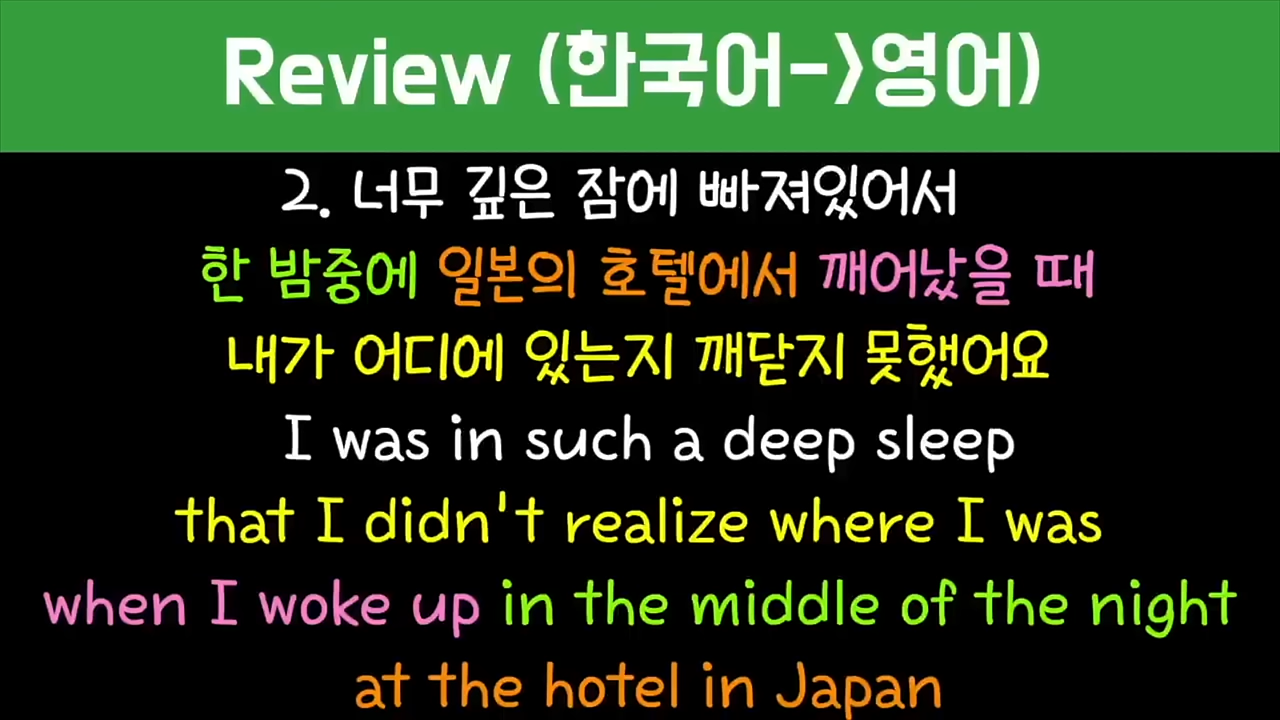 Review (한국어->영어)
2. 너무 깊은 잠에 빠져있어서
한 밤중에 일본의 호텔에서 깨어났을 때
내가 어디에 있는지 깨닫지 못했어요
I was in such a deep sleep
that I didn't realize where I was
when I woke up in the middle of the night
at the hotel in Japan